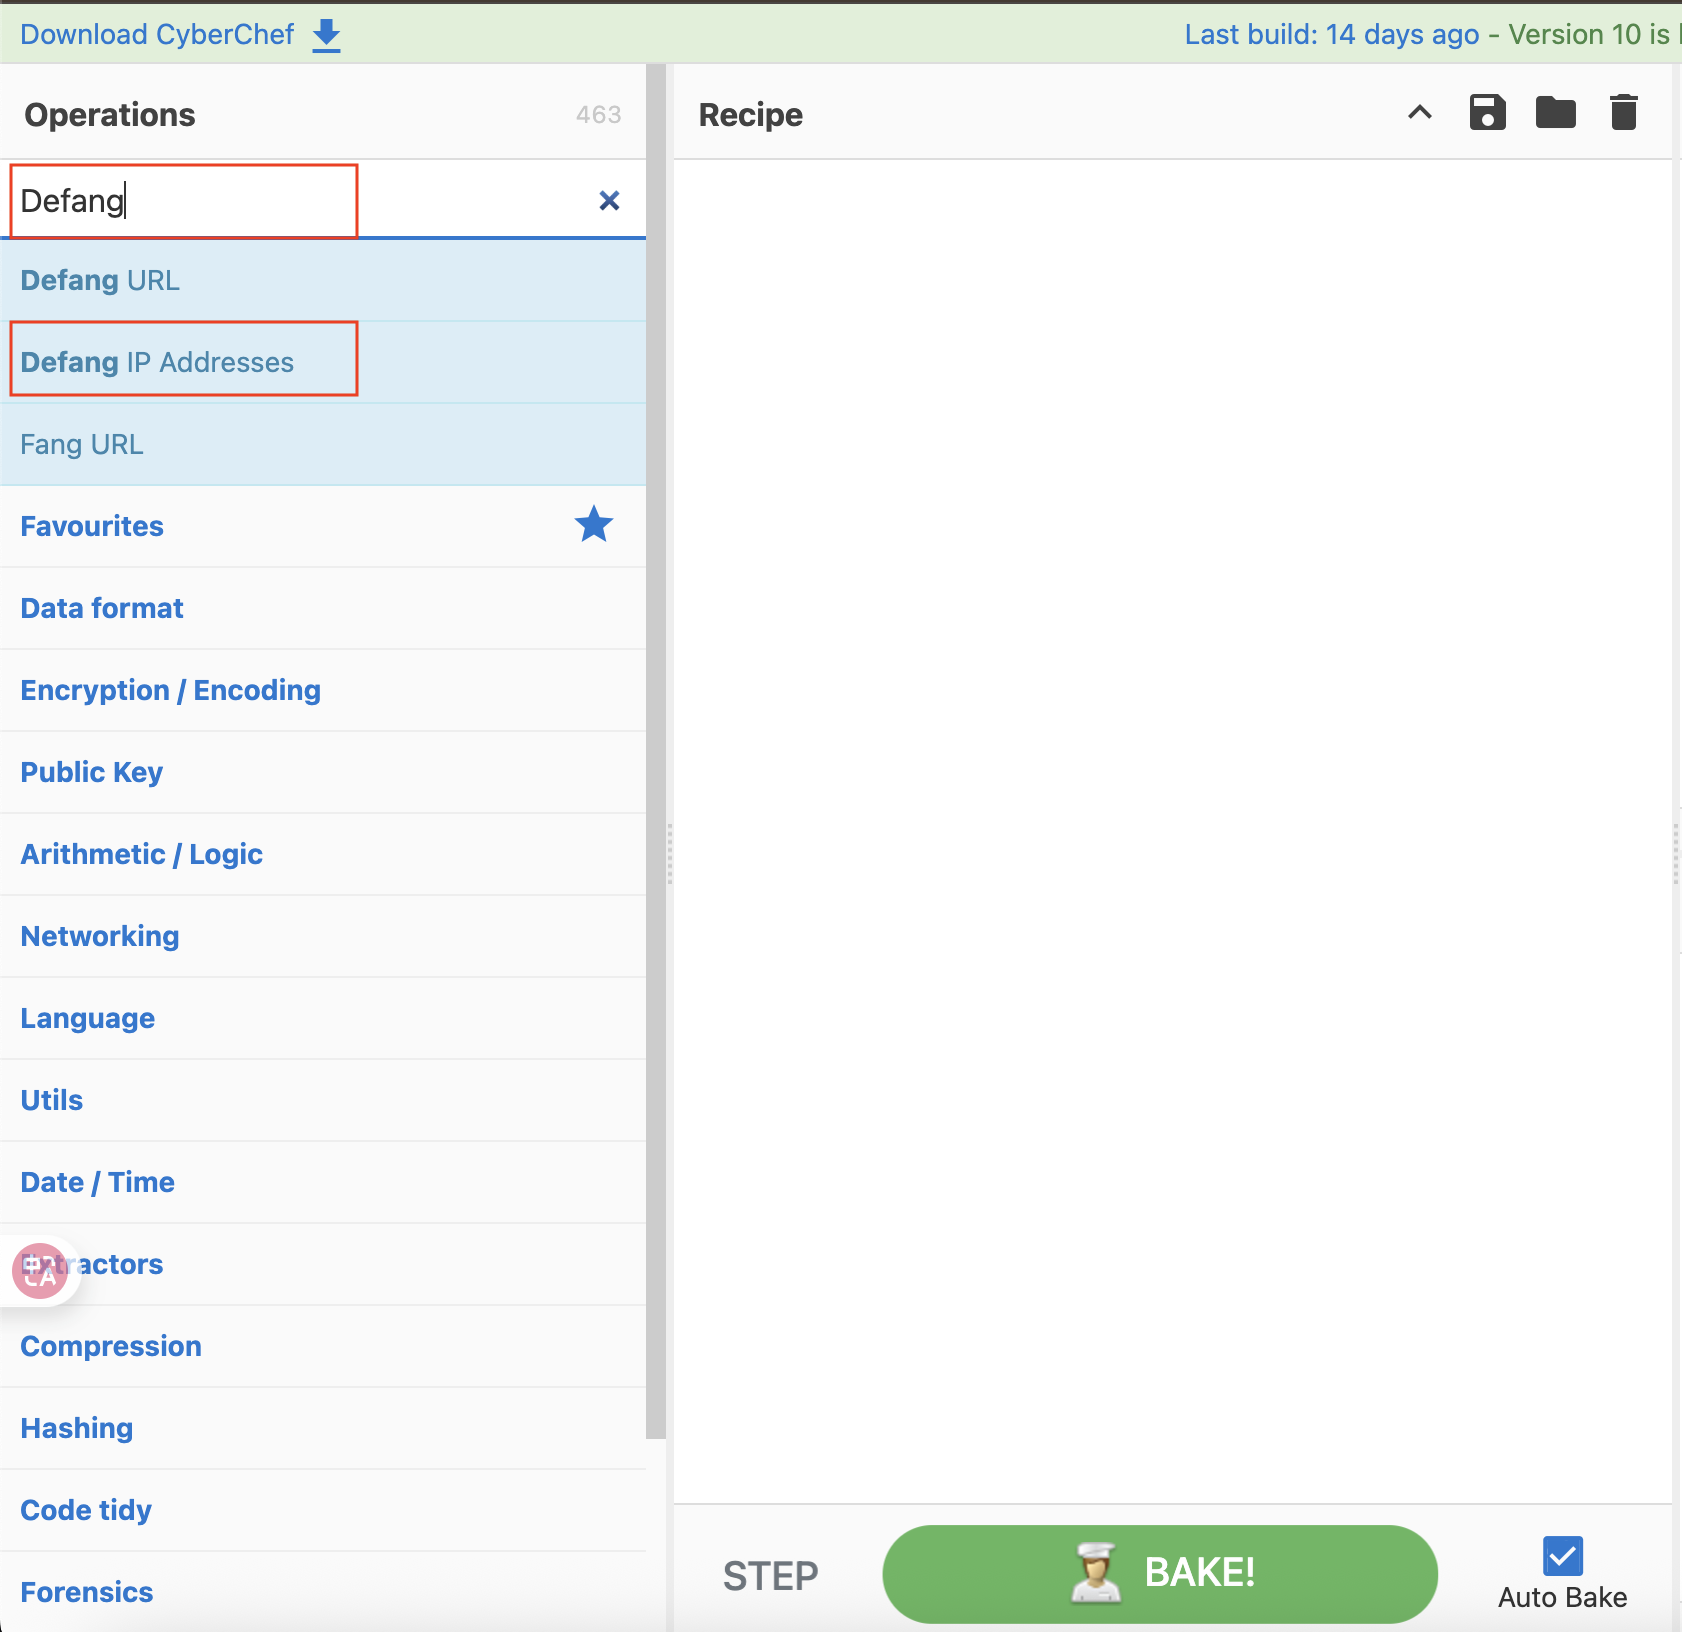 Download CyberChef
Last build: 14 days ago - Version 10 is
Operations
463
Defang
Defang URL
Defang IP Addresses
Fang URL
Favourites
Data format
Encryption / Encoding
Public Key
Arithmetic / Logic
Networking
Language
Utils
Date / Time
Extractors
Compression
Hashing
Code tidy
Forensics
Recipe
STEP
BAKE!
Auto Bake